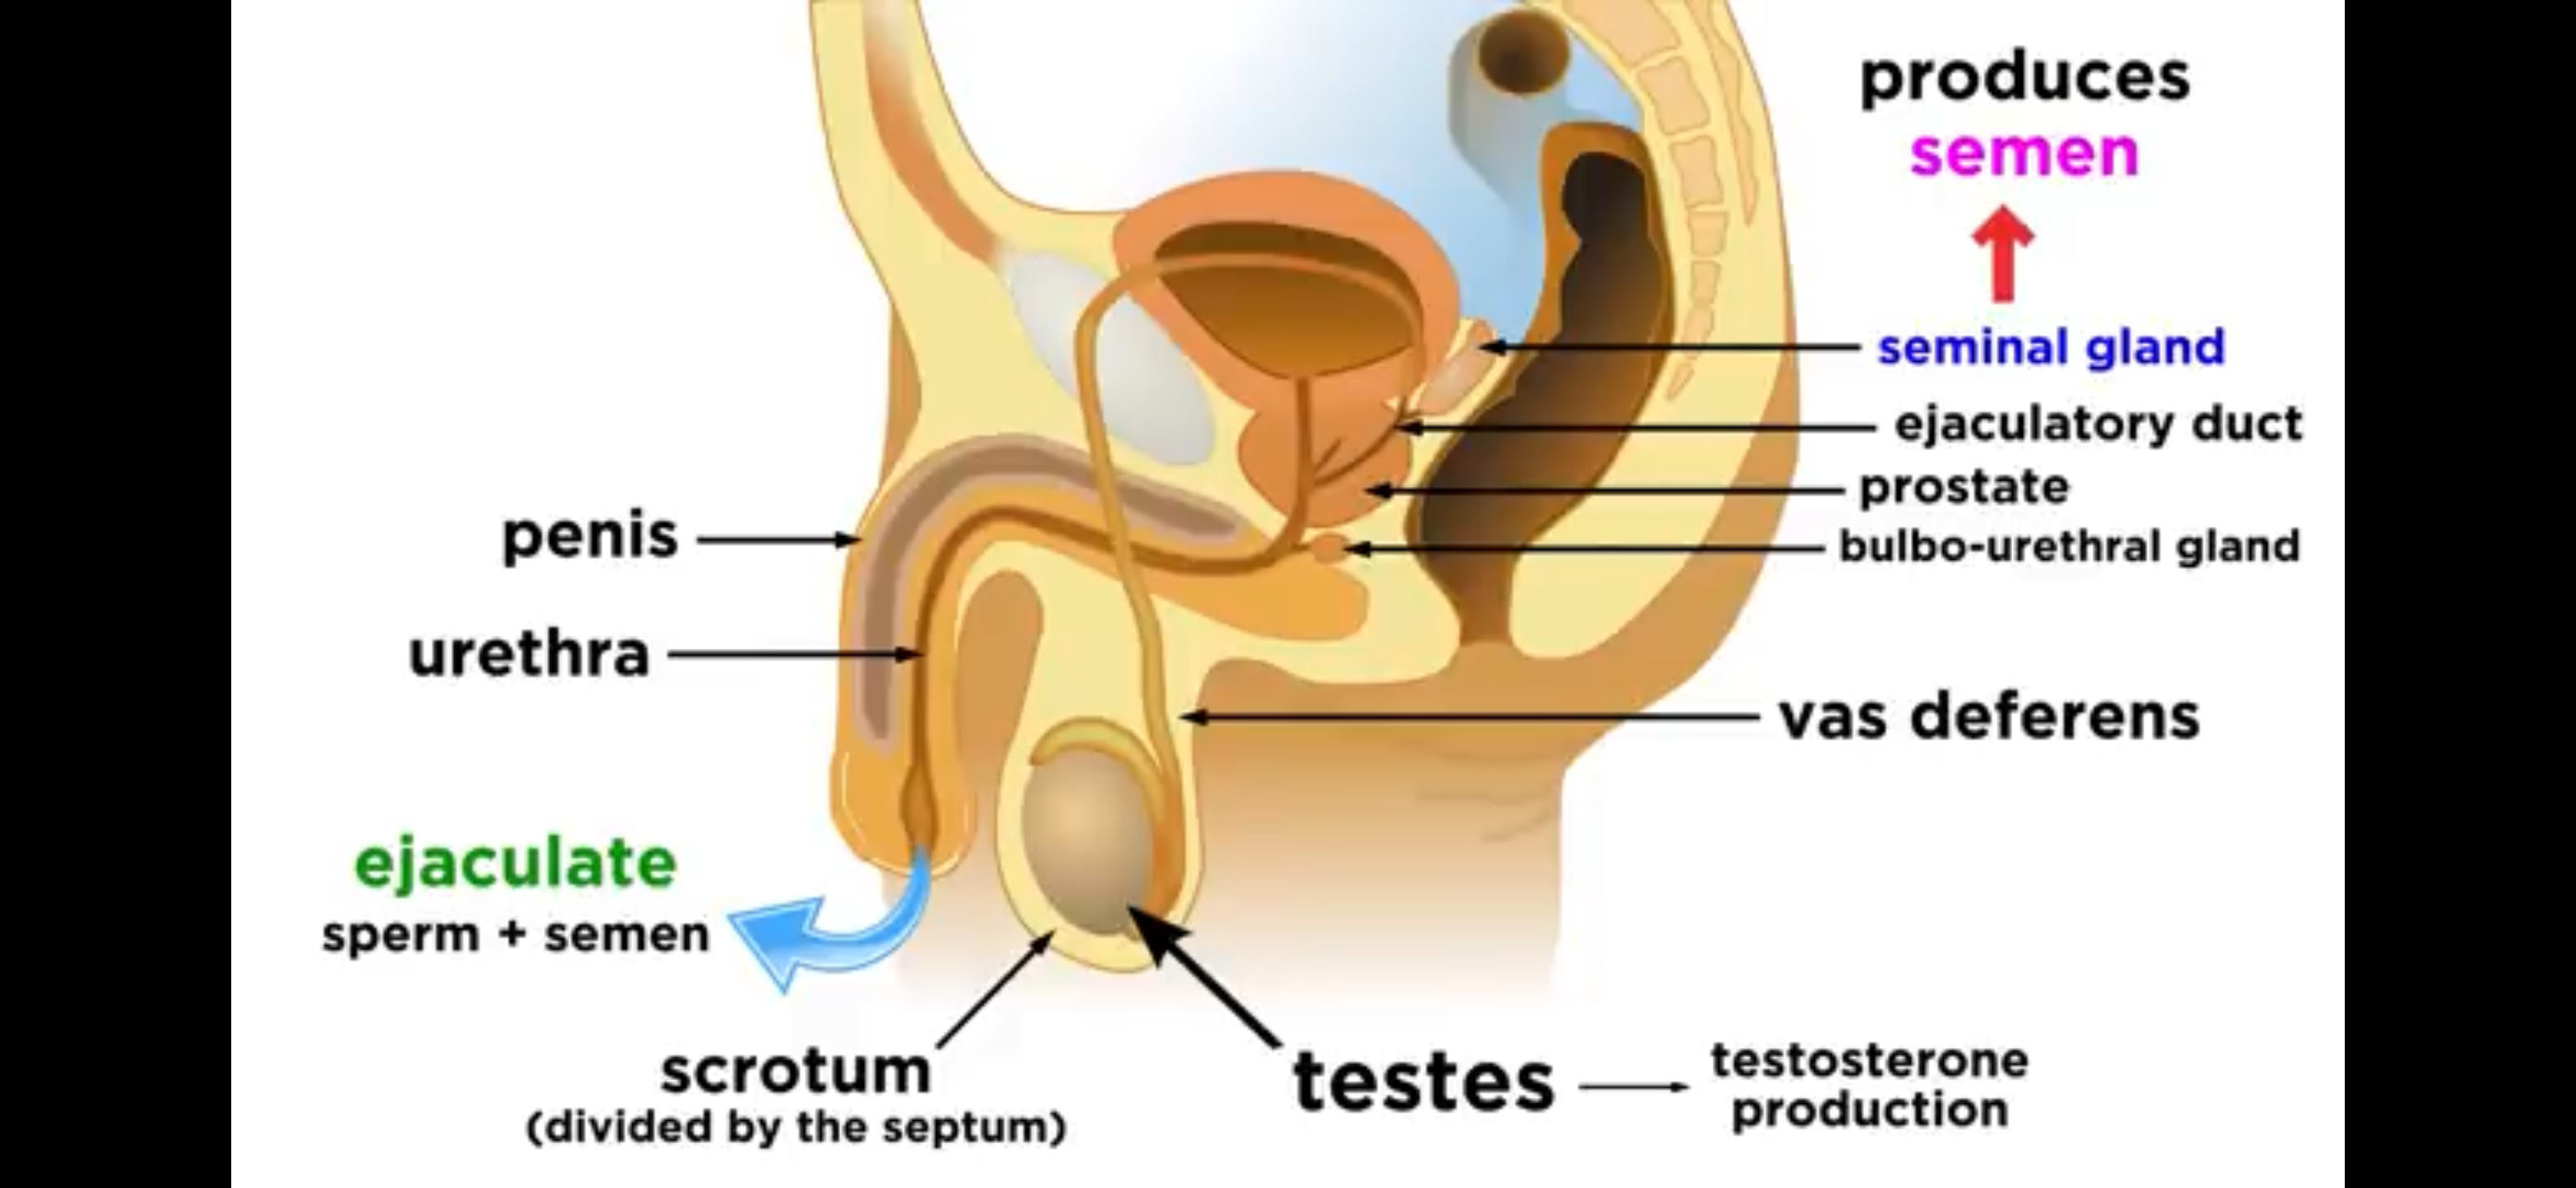 produces
semen
seminal gland
ejaculatory duct
prostate
bulbo-urethral gland
penis
urethra
vas deferens
ejaculate
sperm + semen
scrotum
(divided by the septum)
testes
testosterone
production